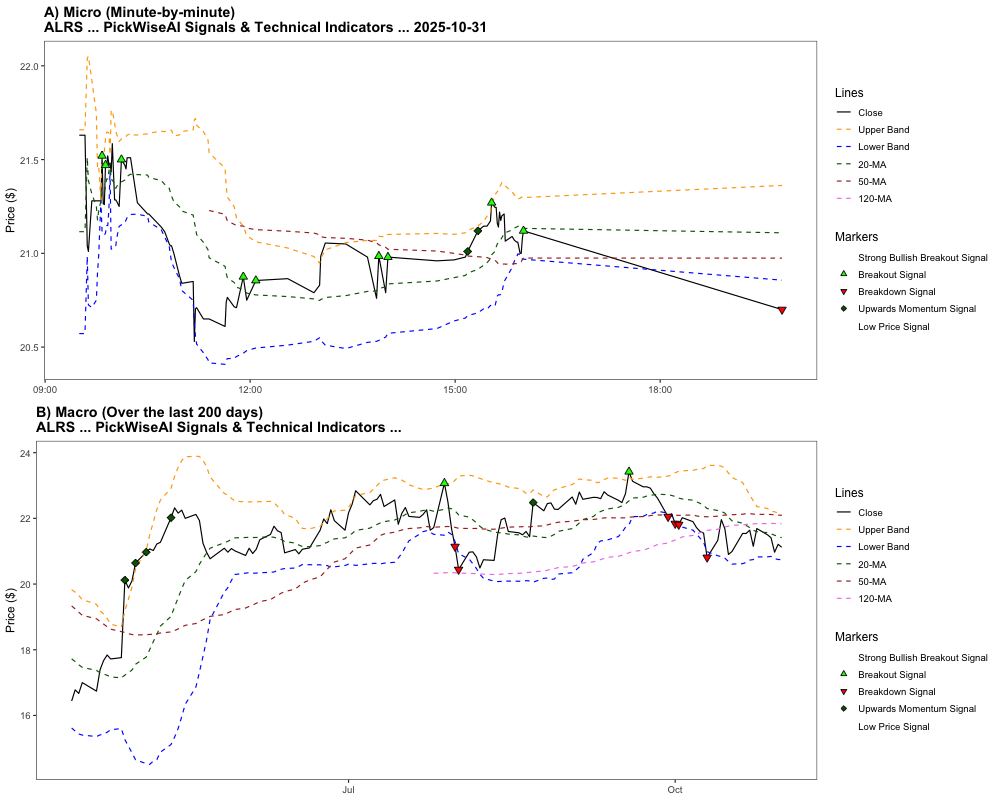 A) Micro (Minute-by-minute)
ALRS ... PickWiseAI Signals & Technical Indicators ... 2025-10-31
Price ($)
22.0
21.5
21.0
20.5
09:00
12:00
15:00
18:00
Lines
Close
Upper Band
Lower Band
20-MA
50-MA
120-MA
Markers
Strong Bullish Breakout Signal
Breakout Signal
Breakdown Signal
Upwards Momentum Signal
Low Price Signal
B) Macro (Over the last 200 days)
ALRS ... PickWiseAI Signals & Technical Indicators ...
Price ($)
24
22
20
18
16
Jul
Oct
Lines
Close
Upper Band
Lower Band
20-MA
50-MA
120-MA
Markers
Strong Bullish Breakout Signal
Breakout Signal
Breakdown Signal
Upwards Momentum Signal
Low Price Signal